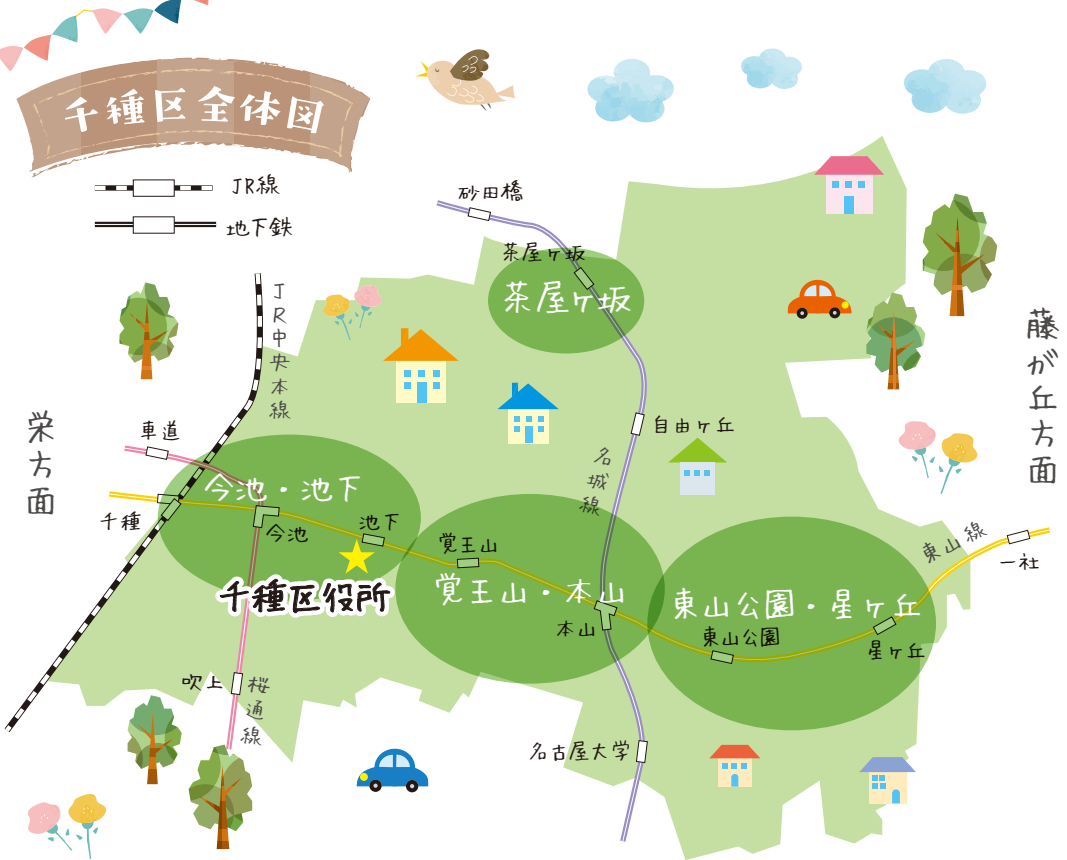 千種区全体図
JR線
地下鉄
砂田橋
茶屋ヶ坂
茶屋ヶ坂
JR中央本線
藤が丘方面
栄方面
車道
自由ヶ丘
名城線
今池・池下
千種
今池
池下
覚王山
東山線
一社
千種区役所
覚王山・本山
東山公園・星ヶ丘
本山
東山公園
星ヶ丘
吹上
桜通線
名古屋大学